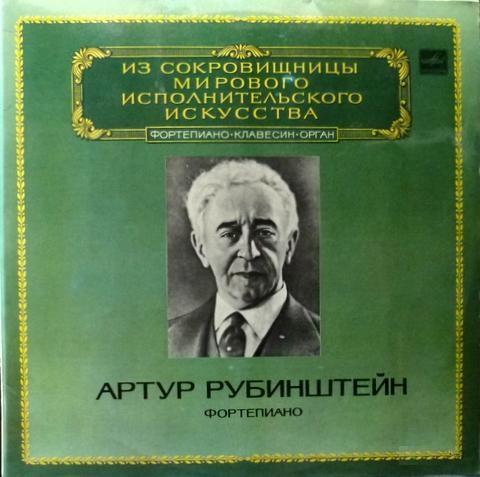 ИЗ СОКРОВИЩНИЦЫ
МИРОВОГО
ИСПОЛНИТЕЛЬСКОГО
ИСКУССТВА
ФОРТЕПИАНО·КЛАВЕСИН·ОРГАН
АРТУР РУБИНШТЕЙН
ФОРТЕПИАНО